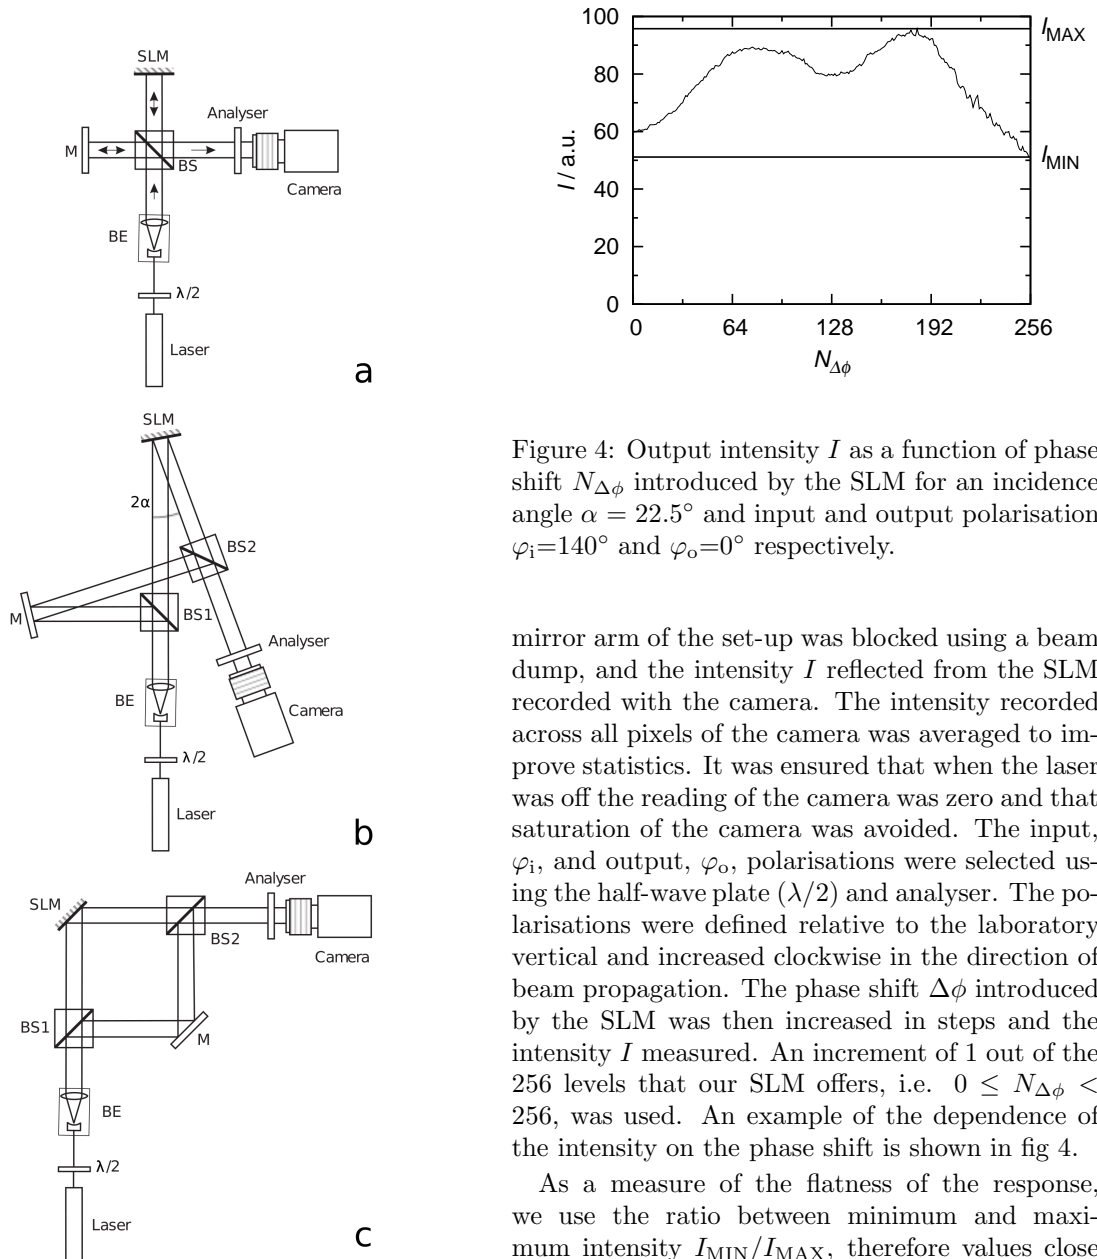 SLM
Analyser
M
BS
Camera
BE
λ/2
Laser
a
SLM
2α
BS2
M
BS1
Analyser
BE
Camera
λ/2
Laser
b
Analyser
SLM
BS2
Camera
BS1
M
BE
λ/2
Laser
c
100
80
60
40
20
0
I / a.u.
I_MAX
I_MIN
0 64 128 192 256
N_Δϕ
Figure 4: Output intensity I as a function of phase
shift N_Δϕ introduced by the SLM for an incidence
angle α = 22.5° and input and output polarisation
φ_i=140° and φ_o=0° respectively.
mirror arm of the set-up was blocked using a beam
dump, and the intensity I reflected from the SLM
recorded with the camera. The intensity recorded
across all pixels of the camera was averaged to im-
prove statistics. It was ensured that when the laser
was off the reading of the camera was zero and that
saturation of the camera was avoided. The input,
φ_i, and output, φ_o, polarisations were selected us-
ing the half-wave plate (λ/2) and analyser. The po-
larisations were defined relative to the laboratory
vertical and increased clockwise in the direction of
beam propagation. The phase shift Δϕ introduced
by the SLM was then increased in steps and the
intensity I measured. An increment of 1 out of the
256 levels that our SLM offers, i.e. 0 ≤ N_Δϕ <
256, was used. An example of the dependence of
the intensity on the phase shift is shown in fig 4.
As a measure of the flatness of the response,
we use the ratio between minimum and maxi-
mum intensity I_MIN/I_MAX, therefore values close